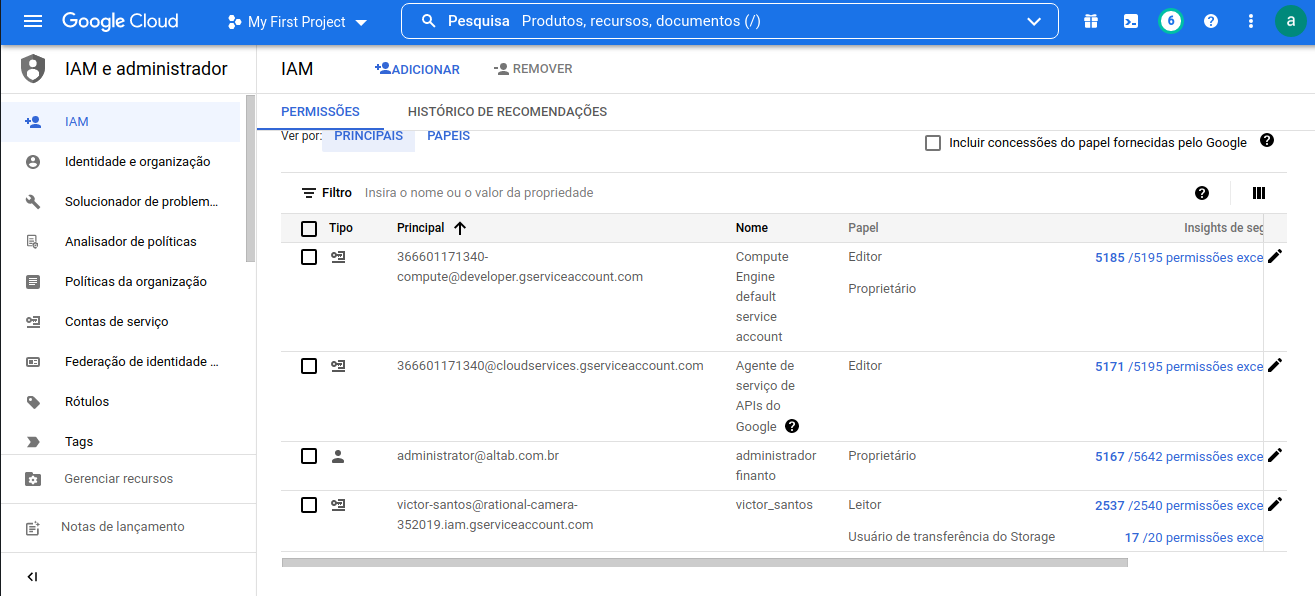 Google Cloud
My First Project
Pesquisa Produtos, recursos, documentos (/)
6
?
a
IAM e administrador
IAM
Identidade e organização
Solucionador de problem...
Analisador de políticas
Políticas da organização
Contas de serviço
Federação de identidade ...
Rótulos
Tags
Gerenciar recursos
Notas de lançamento
IAM
ADICIONAR
REMOVER
PERMISSÕES
HISTÓRICO DE RECOMENDAÇÕES
Ver por:
PRINCIPAIS
PAPEIS
Incluir concessões do papel fornecidas pelo Google
?
Filtro Insira o nome ou o valor da propriedade
?
Tipo Principal Nome Papel Insights de seg
366601171340-
compute@developer.gserviceaccount.com
Compute
Engine
default
service
account
Editor
Proprietário
5185 /5195 permissões exce
366601171340@cloudservices.gserviceaccount.com
Agente de
serviço de
APIs do
Google ?
Editor
5171 /5195 permissões exce
administrator@altab.com.br
administrador
finanto
Proprietário
5167 /5642 permissões exce
victor-santos@rational-camera-
352019.iam.gserviceaccount.com
victor_santos
Leitor
2537 /2540 permissões exce
Usuário de transferência do Storage
17 /20 permissões exce